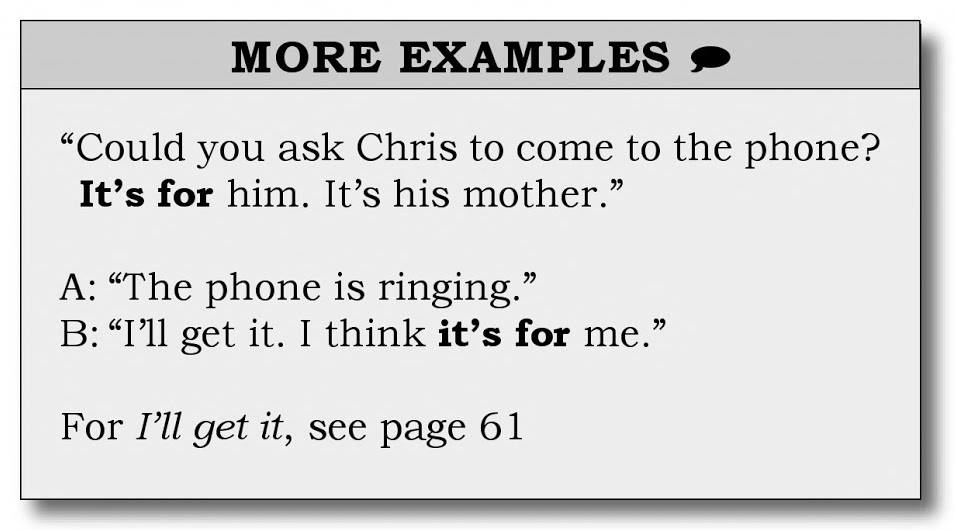 MORE EXAMPLES
“Could you ask Chris to come to the phone?
It’s for him. It’s his mother.”
A: “The phone is ringing.”
B: “I’ll get it. I think it’s for me.”
For I’ll get it, see page 61